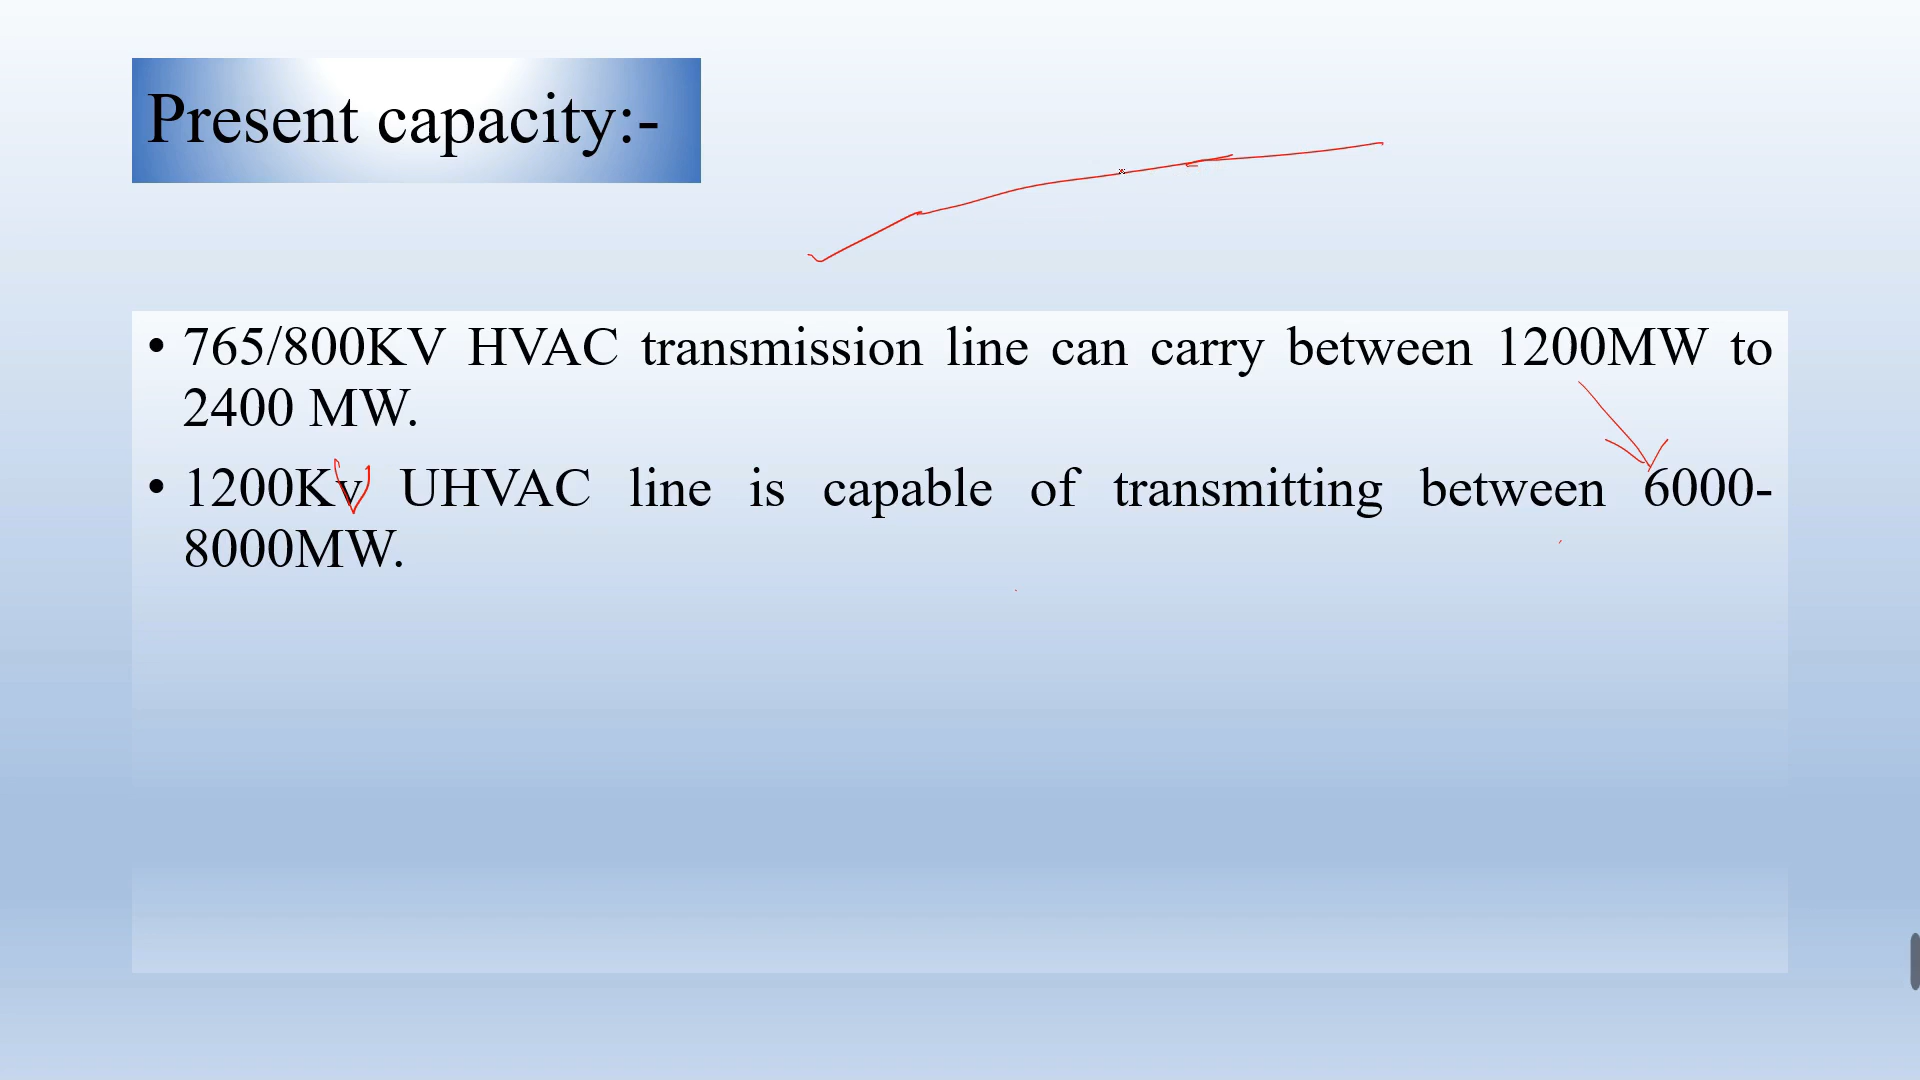 Present capacity:-
• 765/800KV HVAC transmission line can carry between 1200MW to
2400 MW.
• 1200Kv UHVAC line is capable of transmitting between 6000-
8000MW.